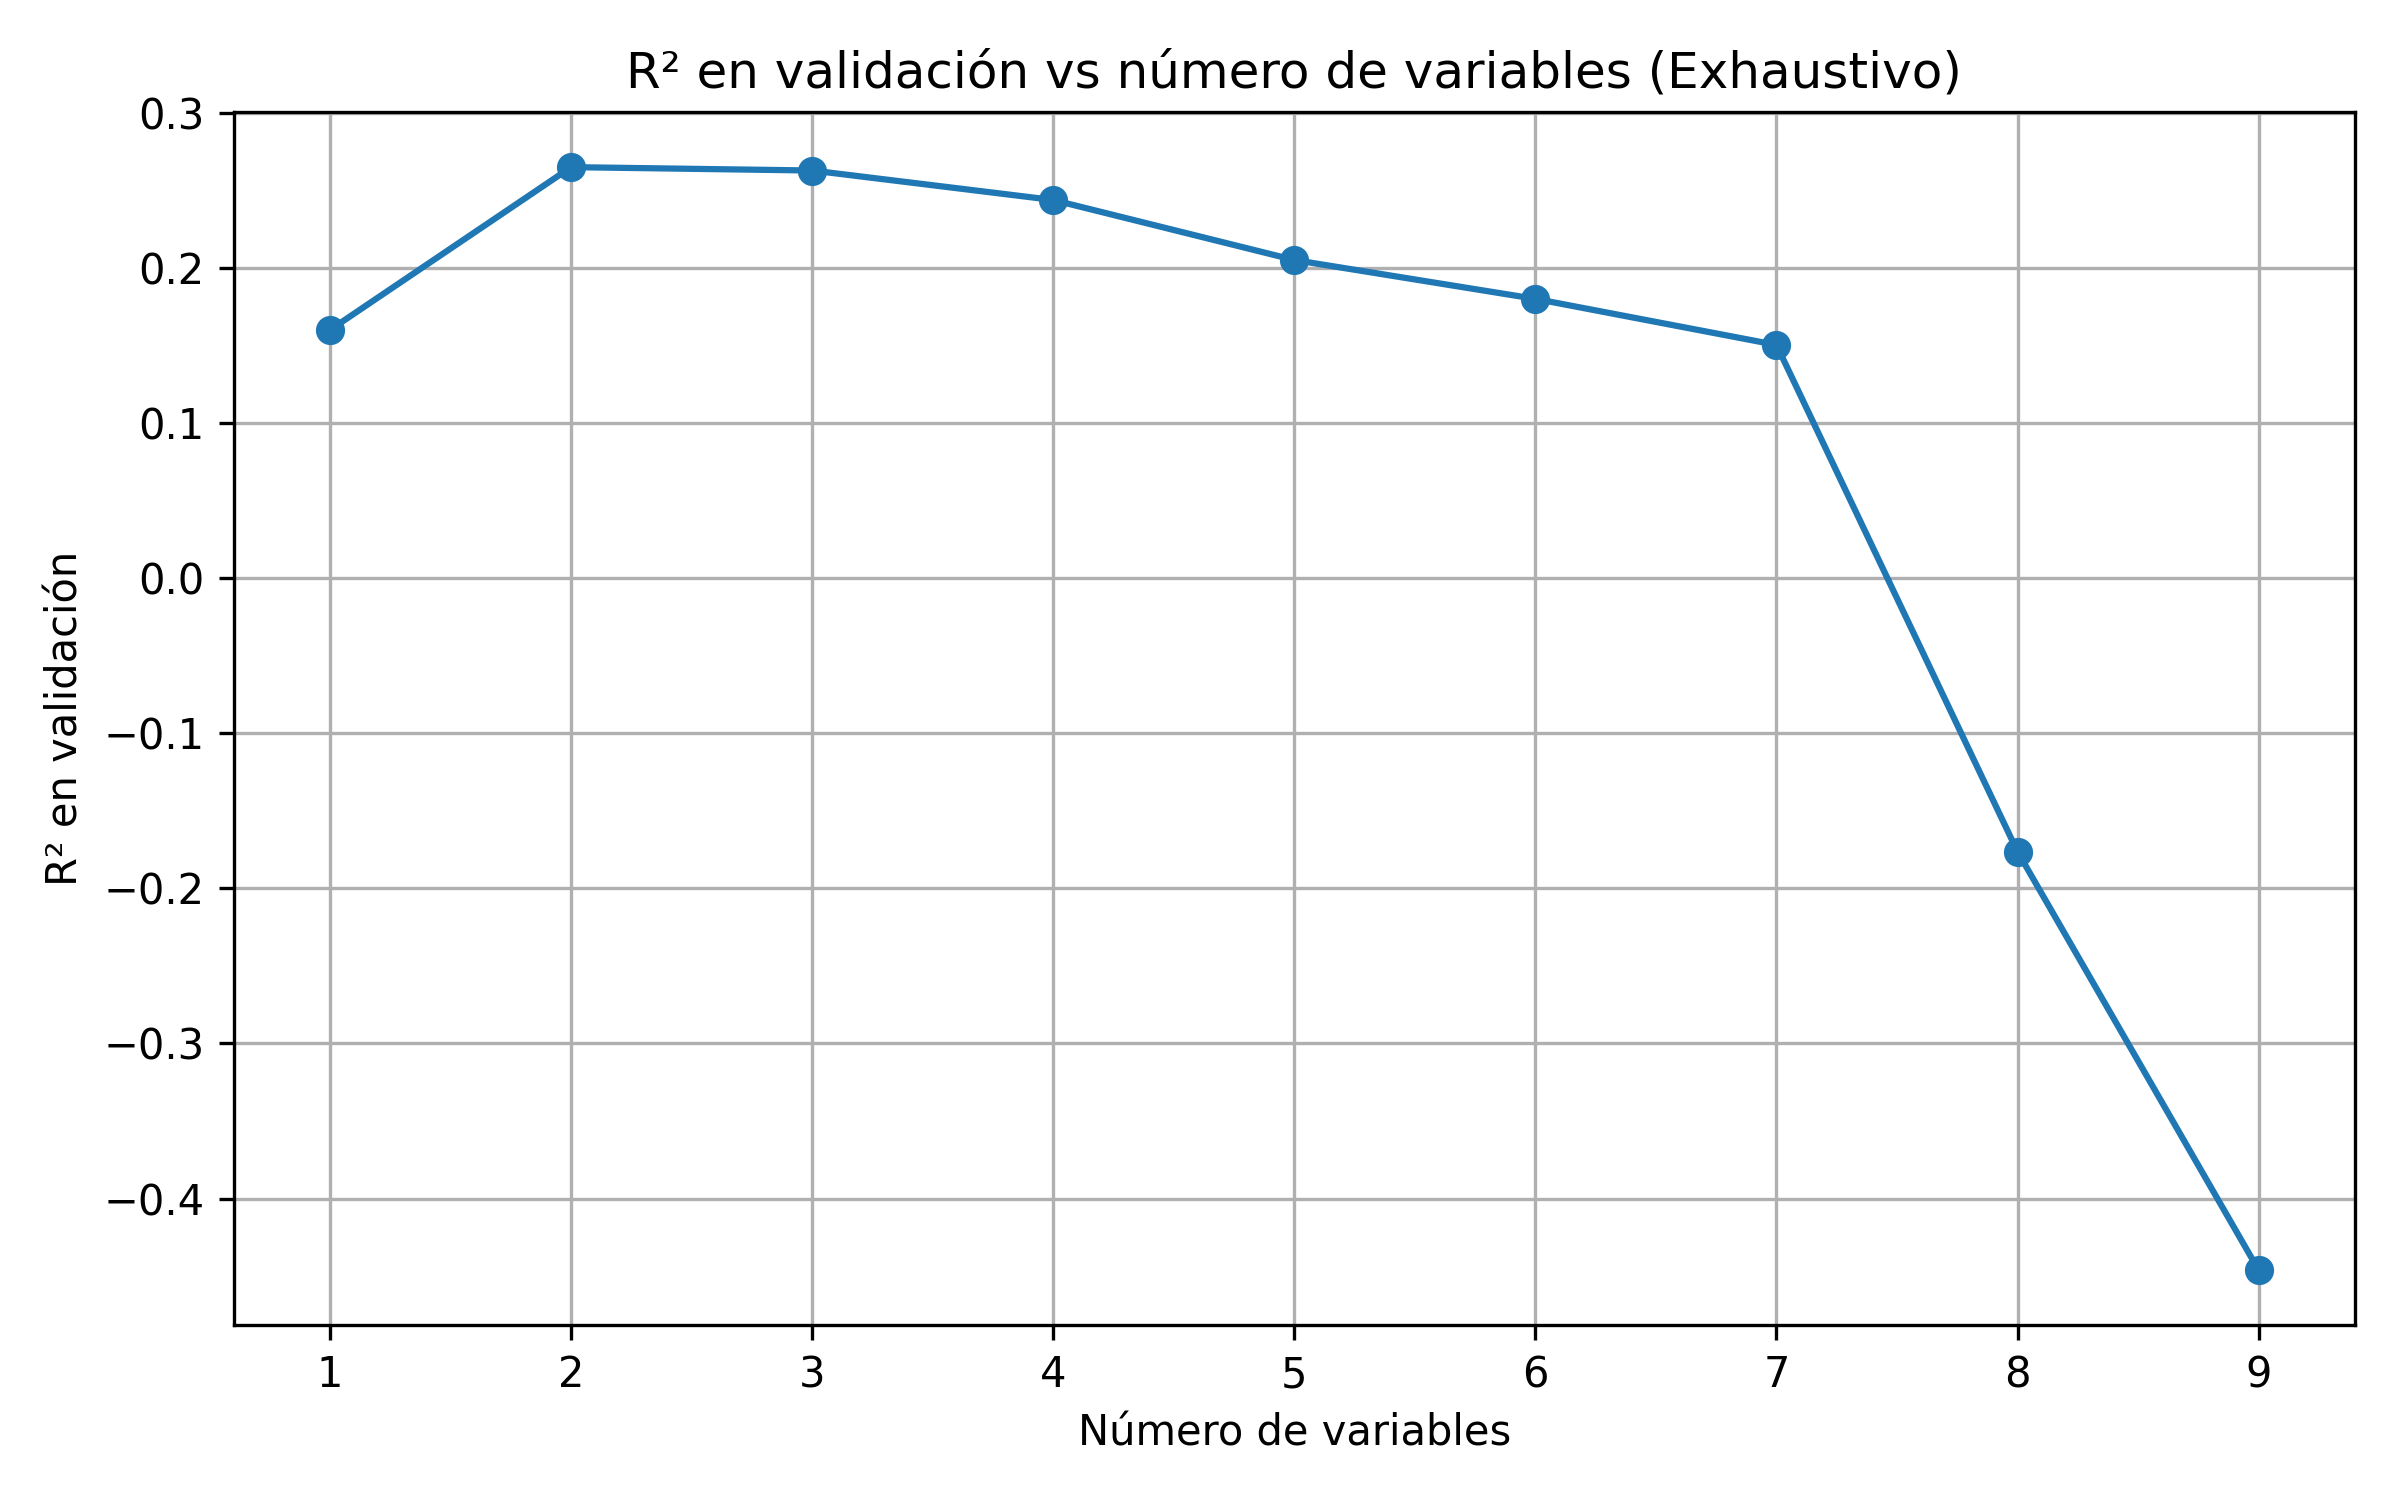 R² en validación vs número de variables (Exhaustivo)
0.3
0.2
0.1
0.0
−0.1
−0.2
−0.3
−0.4
R² en validación
1 2 3 4 5 6 7 8 9
Número de variables